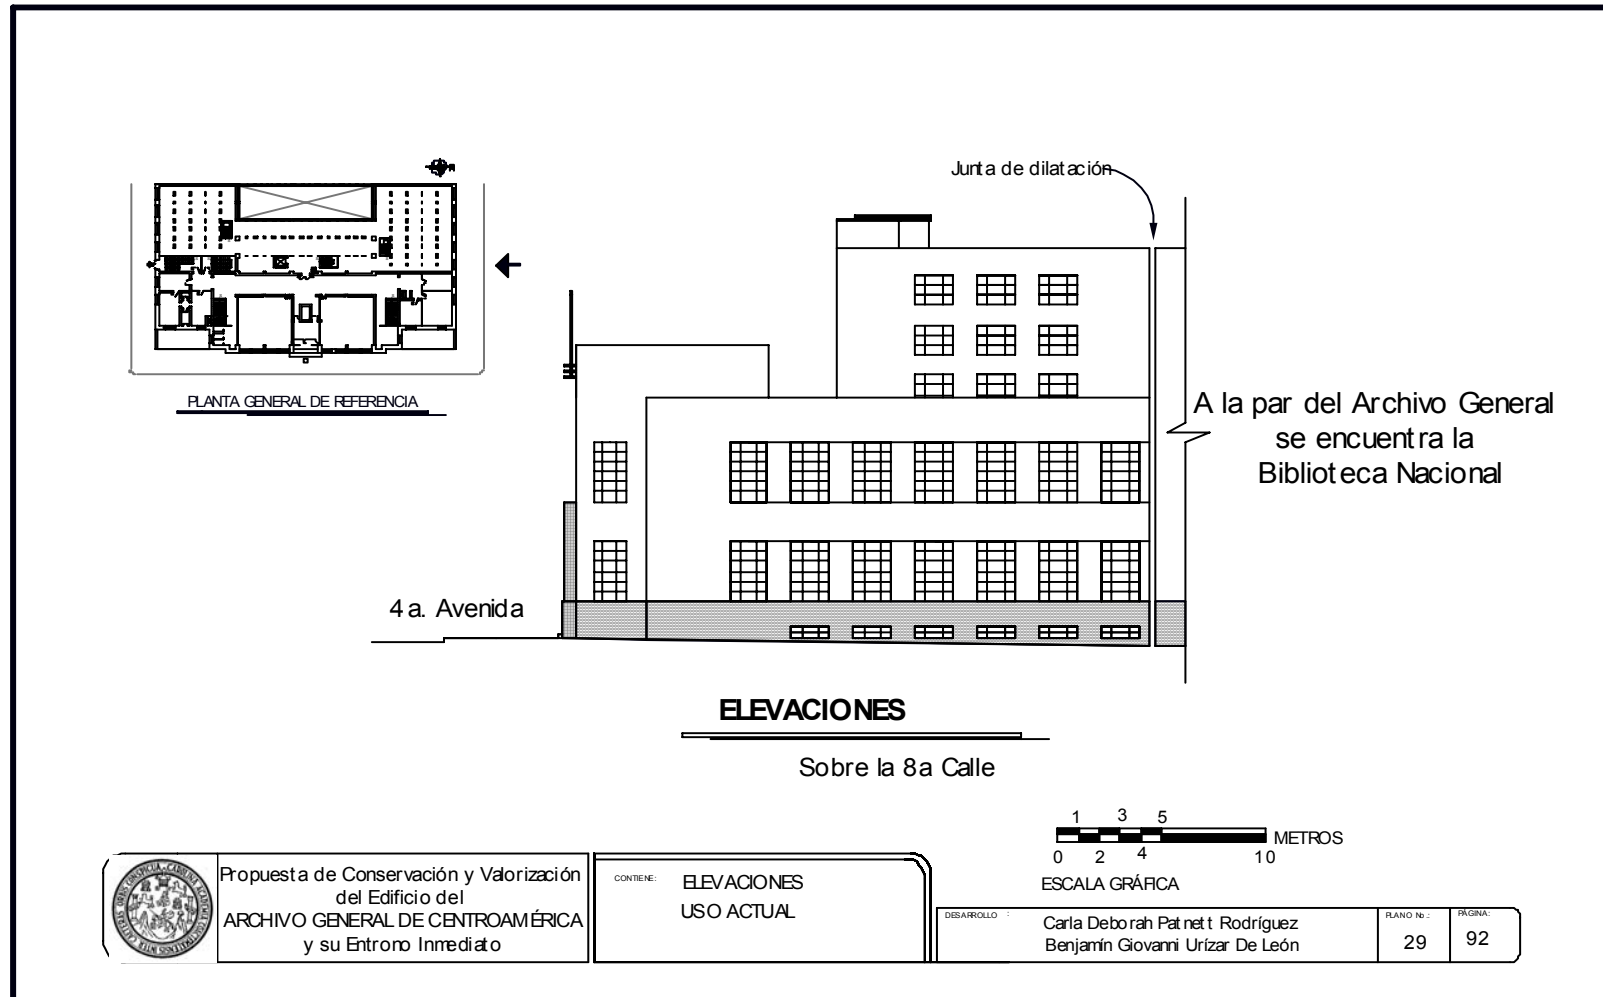 Junta de dilatación
PLANTA GENERAL DE REFERENCIA
A la par del Archivo General
se encuentra la
Biblioteca Nacional
4a. Avenida
ELEVACIONES
Sobre la 8a Calle
1 3 5
METROS
0 2 4 10
ESCALA GRÁFICA
Propuesta de Conservación y Valorización
del Edificio del
ARCHIVO GENERAL DE CENTROAMÉRICA
y su Entrono Inmediato
CONTIENE:
ELEVACIONES
USO ACTUAL
DESARROLLO :
Carla Deborah Patnett Rodríguez
Benjamín Giovanni Urízar De León
PLANO No.:
29
PÁGINA:
92